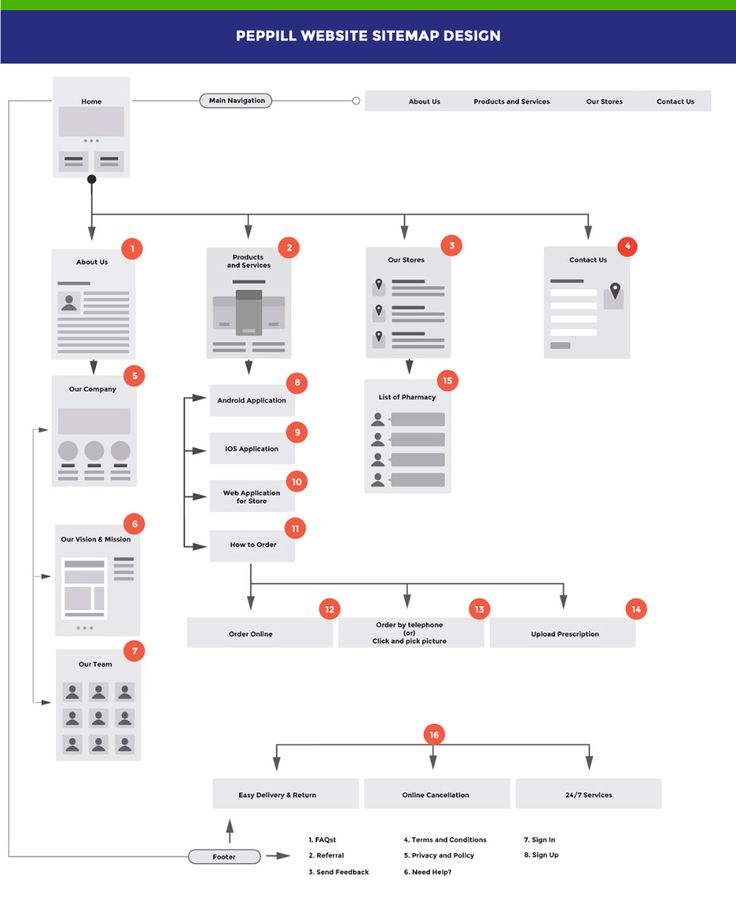 PEPPILL WEBSITE SITEMAP DESIGN
Home
Main Navigation
About Us
Products and Services
Our Stores
Contact Us
1
About Us
2
Products
and Services
3
Our Stores
4
Contact Us
5
Our Company
8
Android Application
15
List of Pharmacy
9
IOS Application
10
Web Application
for Store
6
Our Vision & Mission
11
How to Order
12
Order Online
13
Order by telephone
(or)
Click and pick picture
14
Upload Prescription
7
Our Team
16
Easy Delivery & Return
Online Cancellation
24/7 Services
Footer
1. FAQst
2. Referral
3. Send Feedback
4. Terms and Conditions
5. Privacy and Policy
6. Need Help?
7. Sign In
8. Sign Up